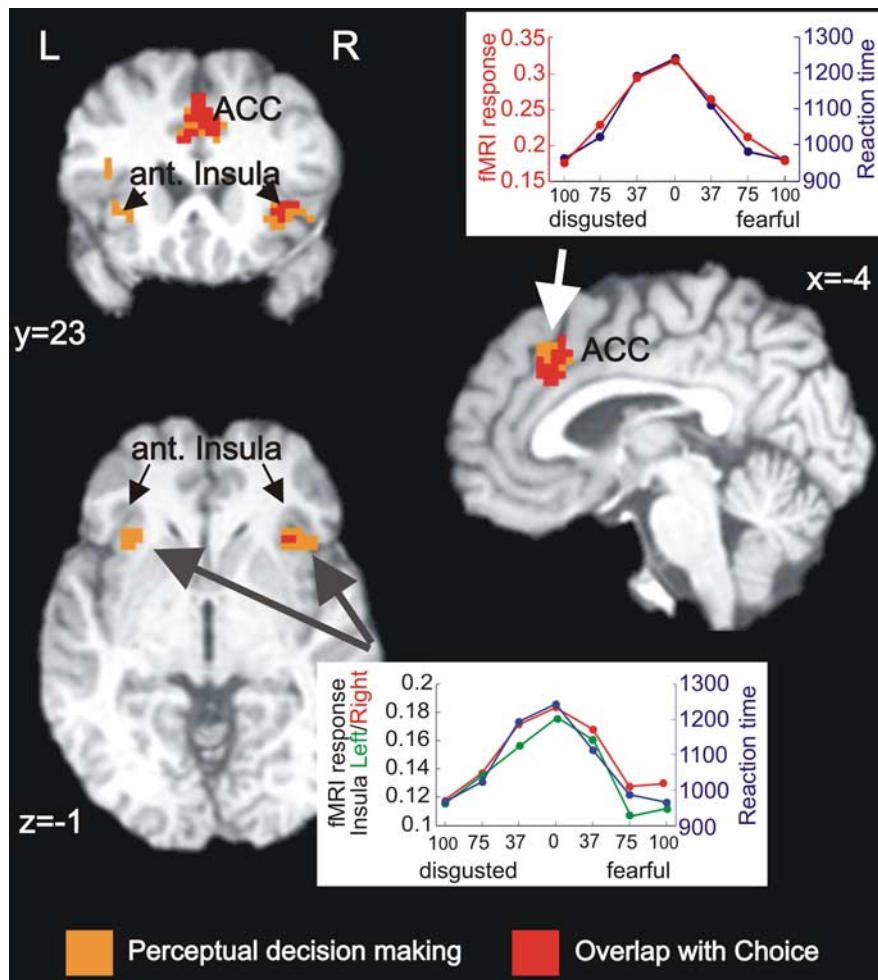 L
R
ACC
ant. Insula
y=23
0.35
0.3
0.25
0.2
0.15
fMRI response
1300
1200
1100
1000
900
Reaction time
100 75 37 0 37 75 100
disgusted fearful
x=-4
ACC
ant. Insula
z=-1
0.2
0.18
0.16
0.14
0.12
0.1
fMRI response
Insula Left/Right
1300
1200
1100
1000
900
Reaction time
100 75 37 0 37 75 100
disgusted fearful
Perceptual decision making
Overlap with Choice